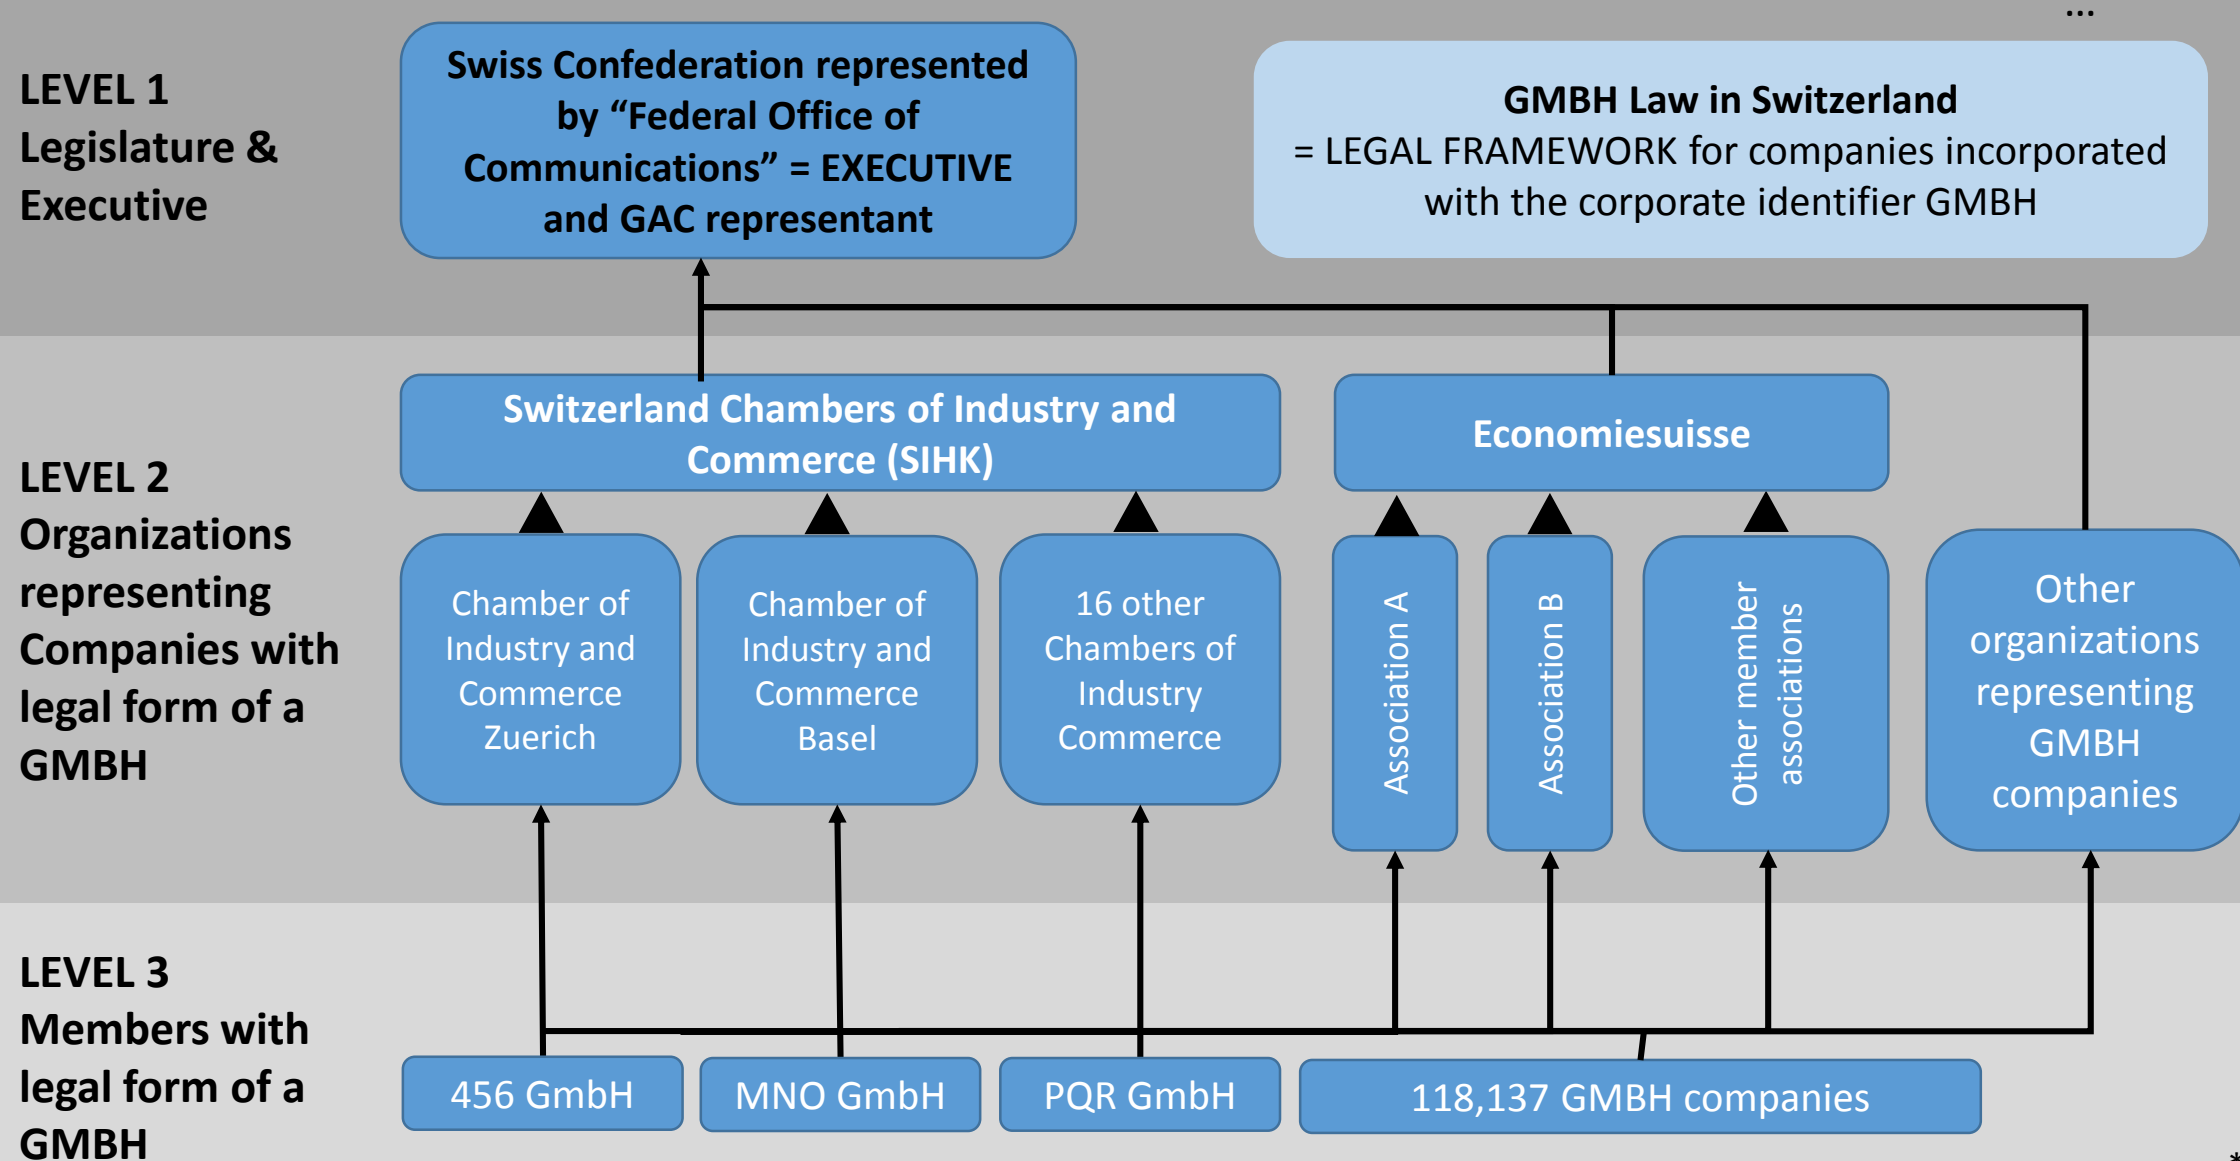 ...
LEVEL 1
Legislature &
Executive
Swiss Confederation represented
by “Federal Office of
Communications” = EXECUTIVE
and GAC representant
GMBH Law in Switzerland
= LEGAL FRAMEWORK for companies incorporated
with the corporate identifier GMBH
LEVEL 2
Organizations
representing
Companies with
legal form of a
GMBH
Switzerland Chambers of Industry and
Commerce (SIHK)
Economiesuisse
Chamber of
Industry and
Commerce
Zuerich
Chamber of
Industry and
Commerce
Basel
16 other
Chambers of
Industry
Commerce
Association A
Association B
Other member
associations
Other
organizations
representing
GMBH
companies
LEVEL 3
Members with
legal form of a
GMBH
456 GmbH
MNO GmbH
PQR GmbH
118,137 GMBH companies
*